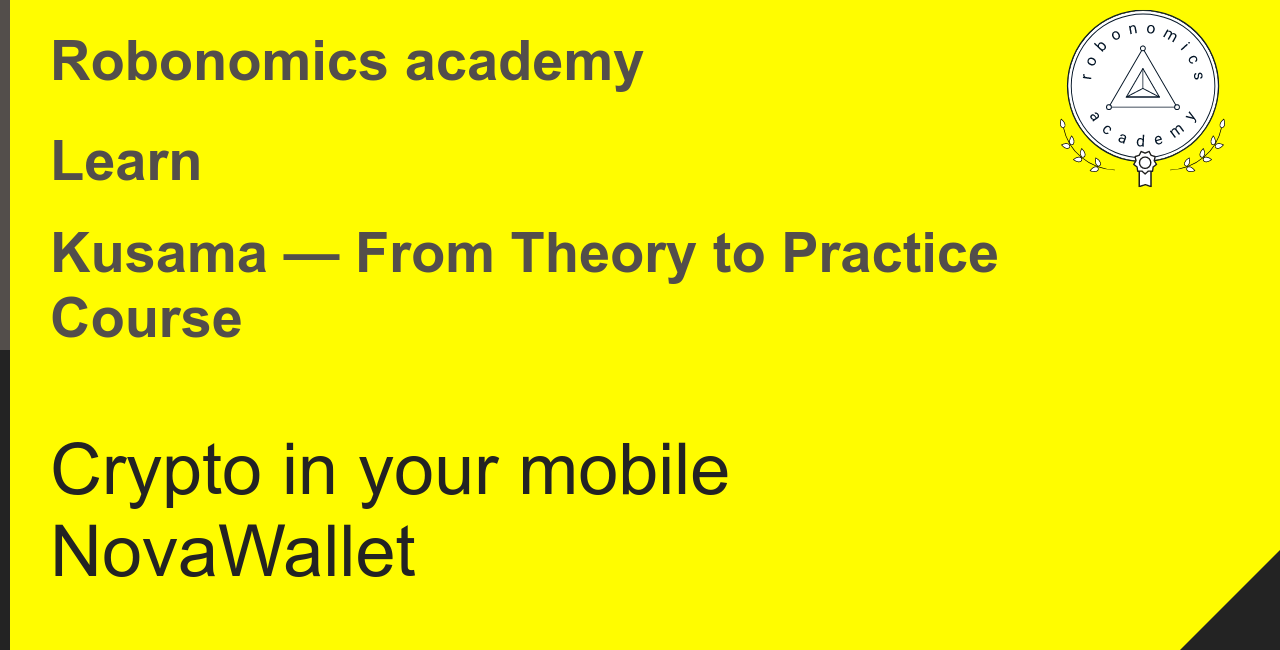 Robonomics academy
Learn
Kusama — From Theory to Practice
Course
Crypto in your mobile
NovaWallet
robonomics
academy